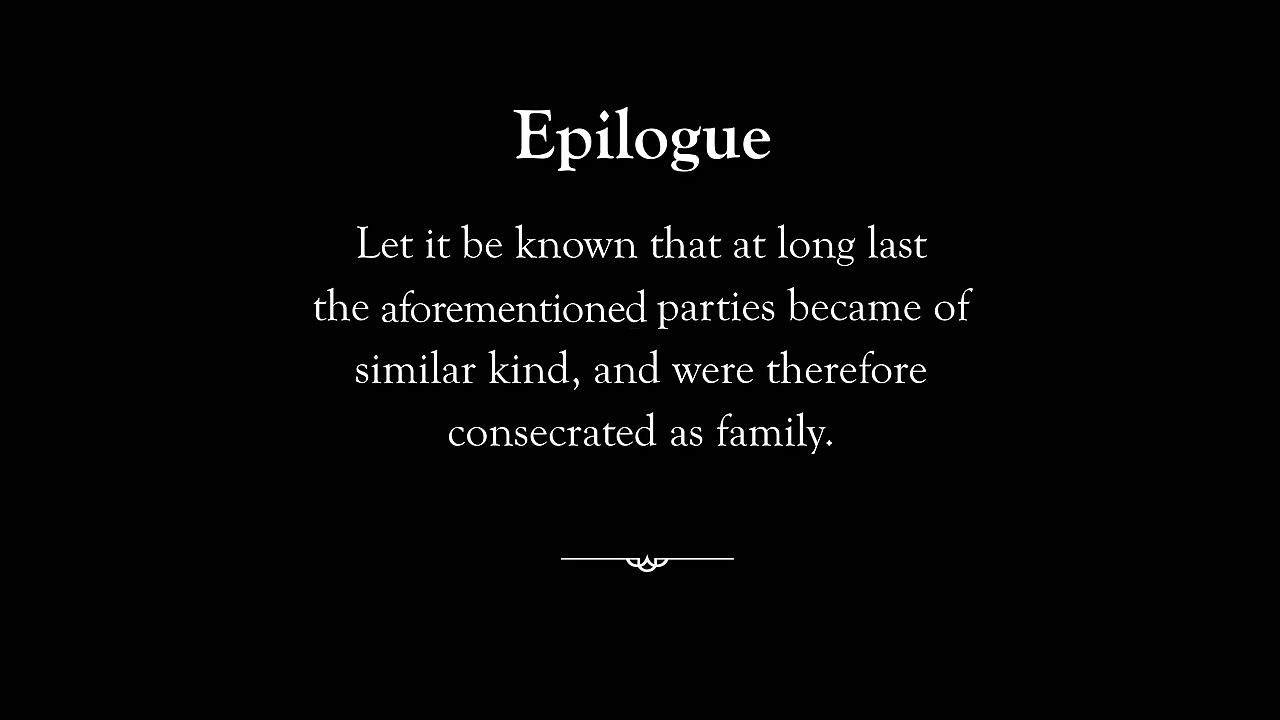 Epilogue
Let it be known that at long last
the aforementioned parties became of
similar kind, and were therefore
consecrated as family.